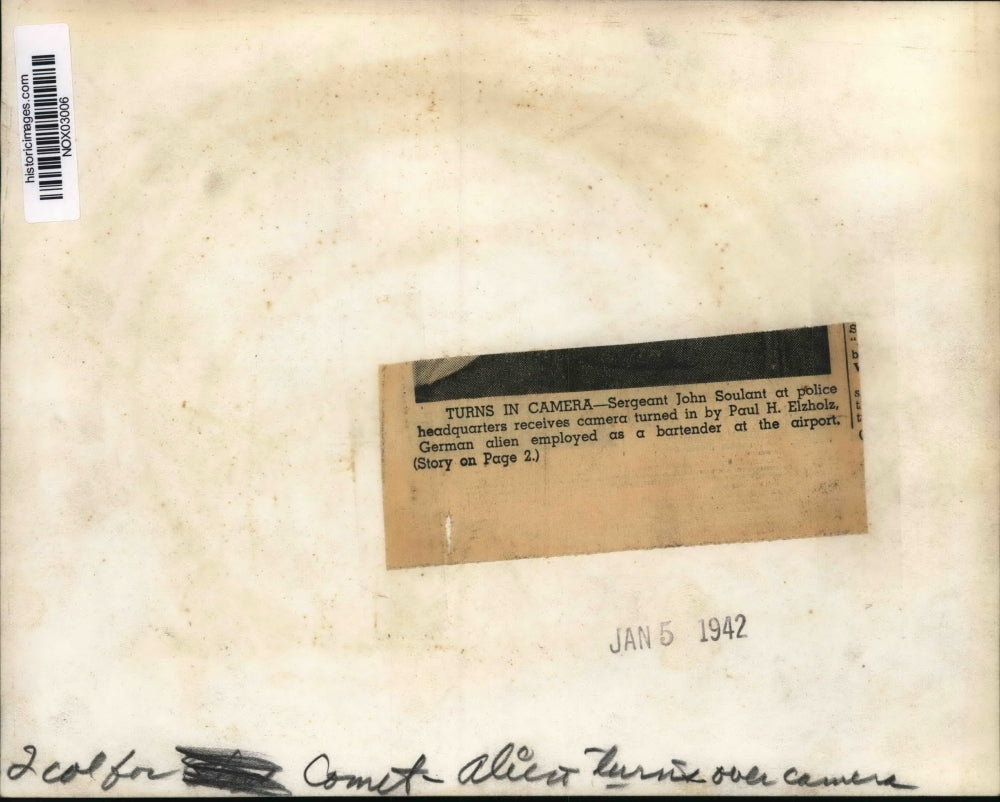 historicimages.com
NOX03006
TURNS IN CAMERA—Sergeant John Soulant at police
headquarters receives camera turned in by Paul H. Elzholz,
German alien employed as a bartender at the airport.
(Story on Page 2.)
JAN 5 1942
2 col for Comet - Alien turns over camera